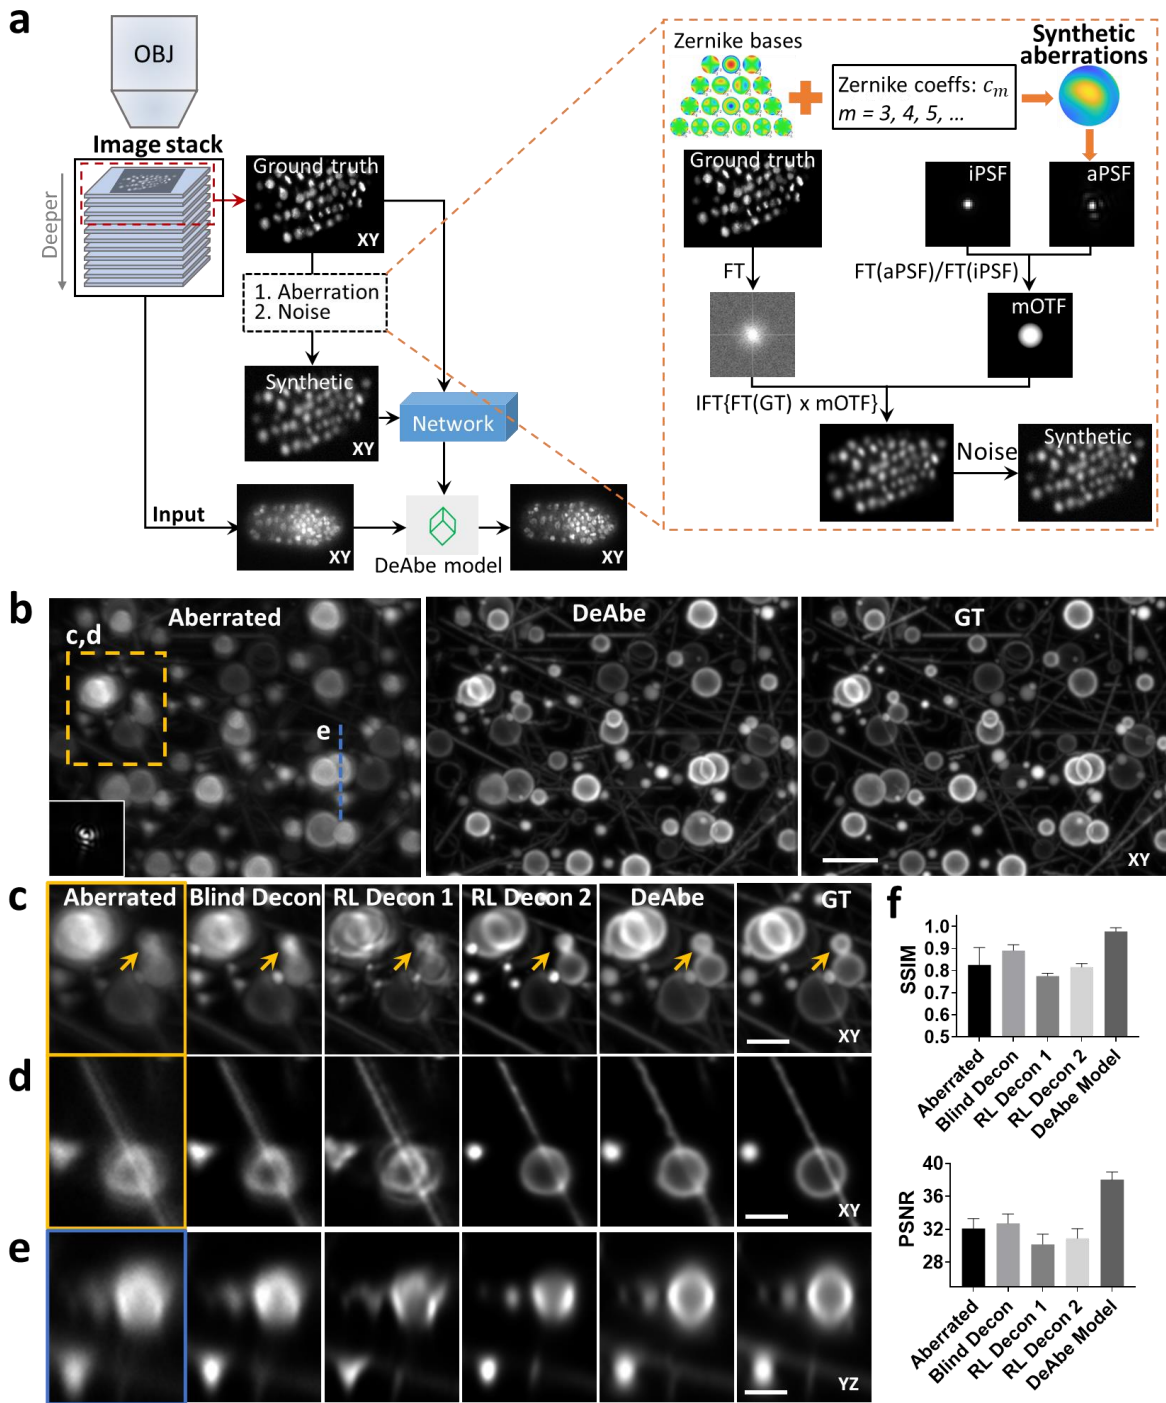 a
OBJ
Image stack
Deeper
Ground truth
XY
1. Aberration
2. Noise
Synthetic
XY
Network
Input
XY
DeAbe model
XY
Zernike bases
Zernike coeffs: cₘ
m = 3, 4, 5, ...
Synthetic
aberrations
Ground truth
iPSF
aPSF
FT
FT(aPSF)/FT(iPSF)
mOTF
IFT{FT(GT) x mOTF}
Noise
Synthetic
b
Aberrated
c,d
e
DeAbe
GT
XY
c
Aberrated
Blind Decon
RL Decon 1
RL Decon 2
DeAbe
GT
XY
d
XY
e
YZ
f
SSIM
1.0
0.9
0.8
0.7
0.6
0.5
Aberrated
Blind Decon
RL Decon 1
RL Decon 2
DeAbe Model
PSNR
40
36
32
28
Aberrated
Blind Decon
RL Decon 1
RL Decon 2
DeAbe Model